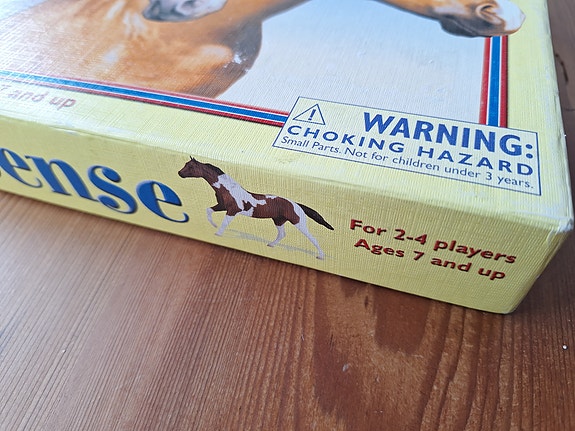 7 and up
WARNING:
CHOKING HAZARD
Small Parts. Not for children under 3 years.
ense
For 2-4 players
Ages 7 and up